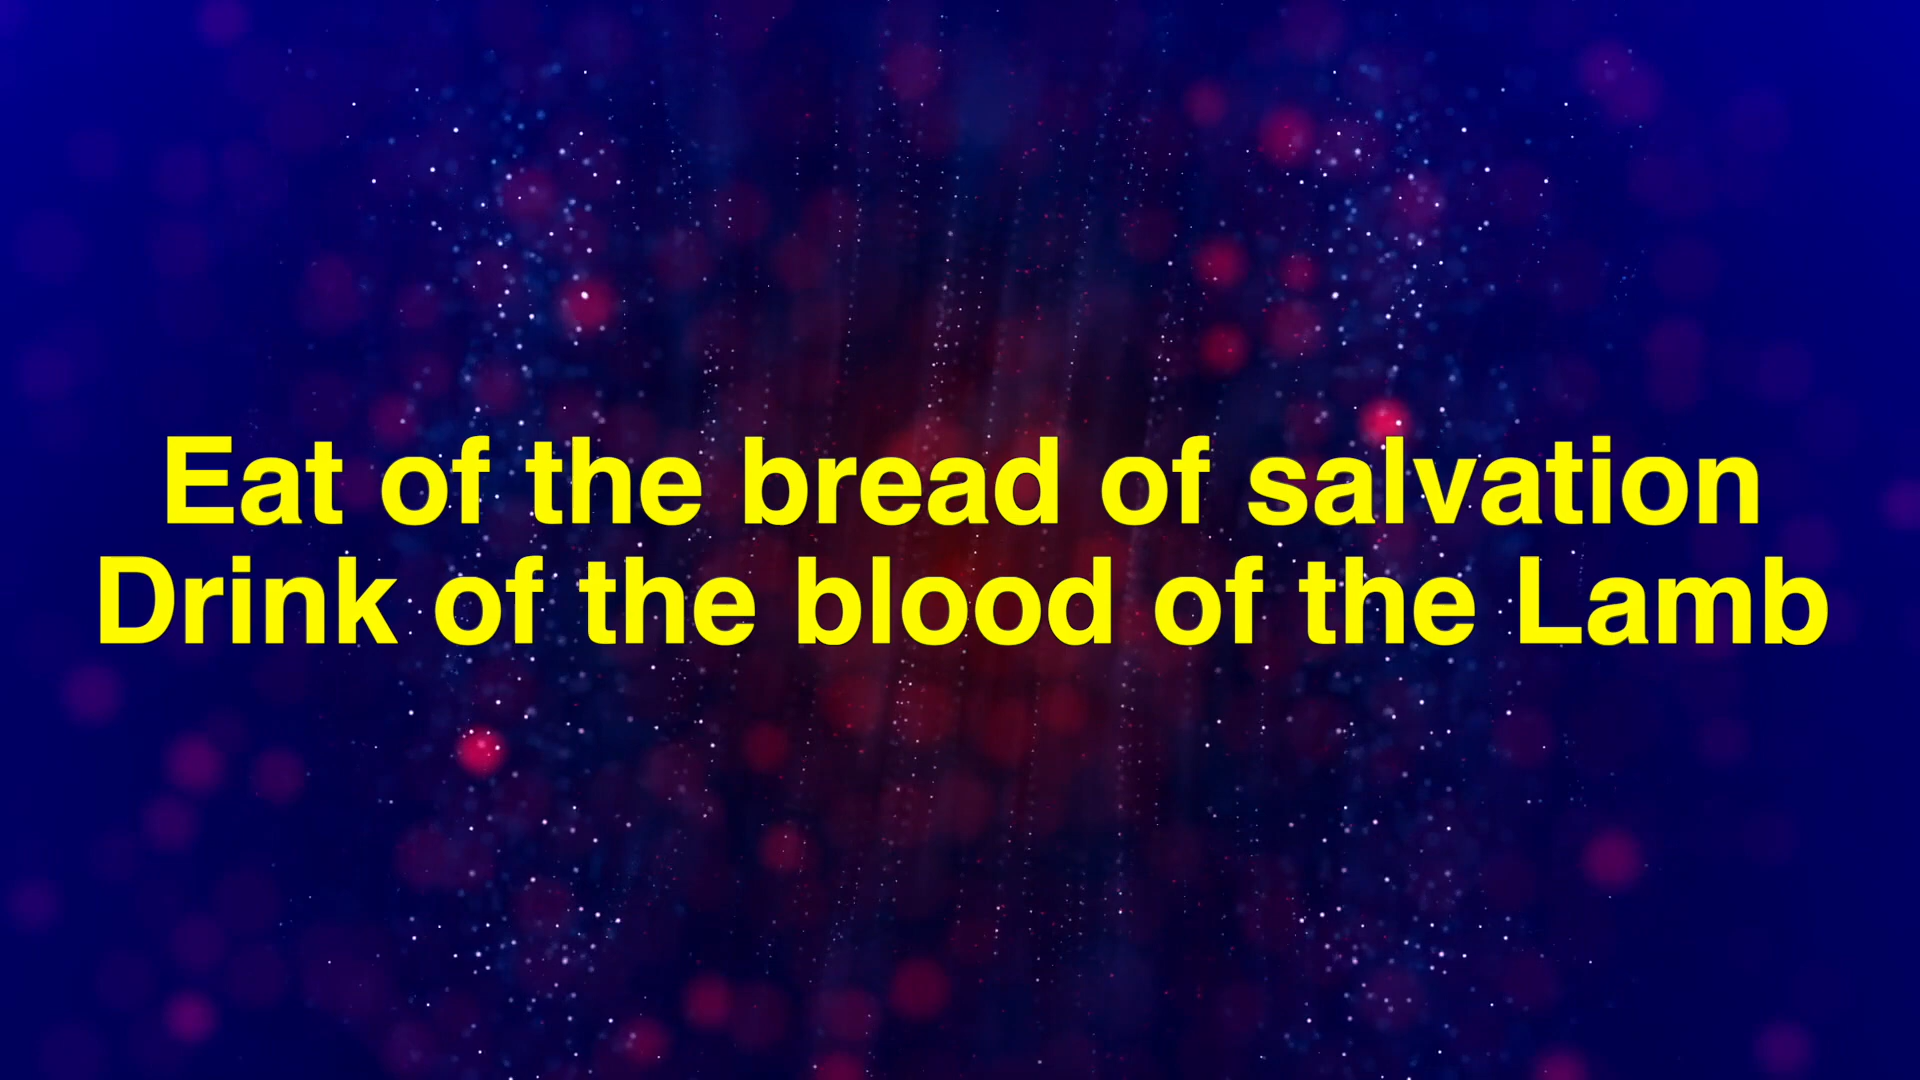 Eat of the bread of salvation
Drink of the blood of the Lamb